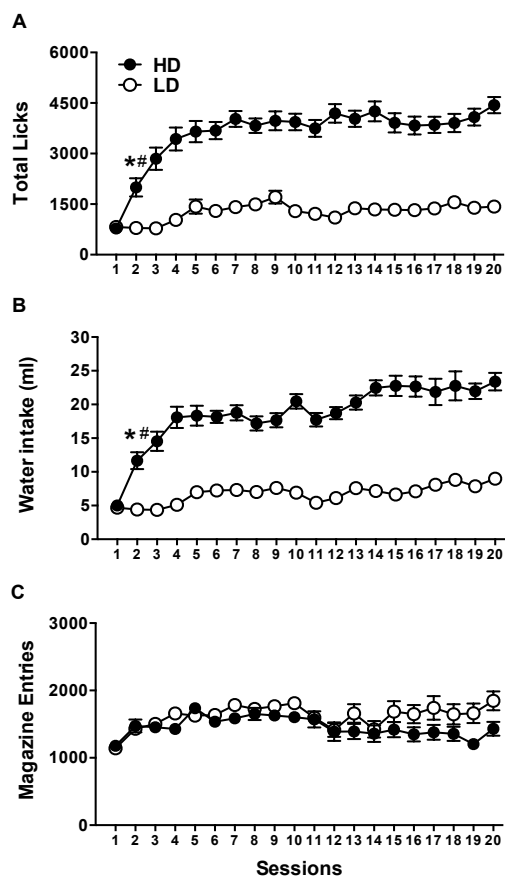 A
HD
LD
Total Licks
6000
4500
3000
1500
0
*#
1 2 3 4 5 6 7 8 9 10 11 12 13 14 15 16 17 18 19 20
B
Water intake (ml)
30
25
20
15
10
5
0
*#
1 2 3 4 5 6 7 8 9 10 11 12 13 14 15 16 17 18 19 20
C
Magazine Entries
3000
2000
1000
0
1 2 3 4 5 6 7 8 9 10 11 12 13 14 15 16 17 18 19 20
Sessions